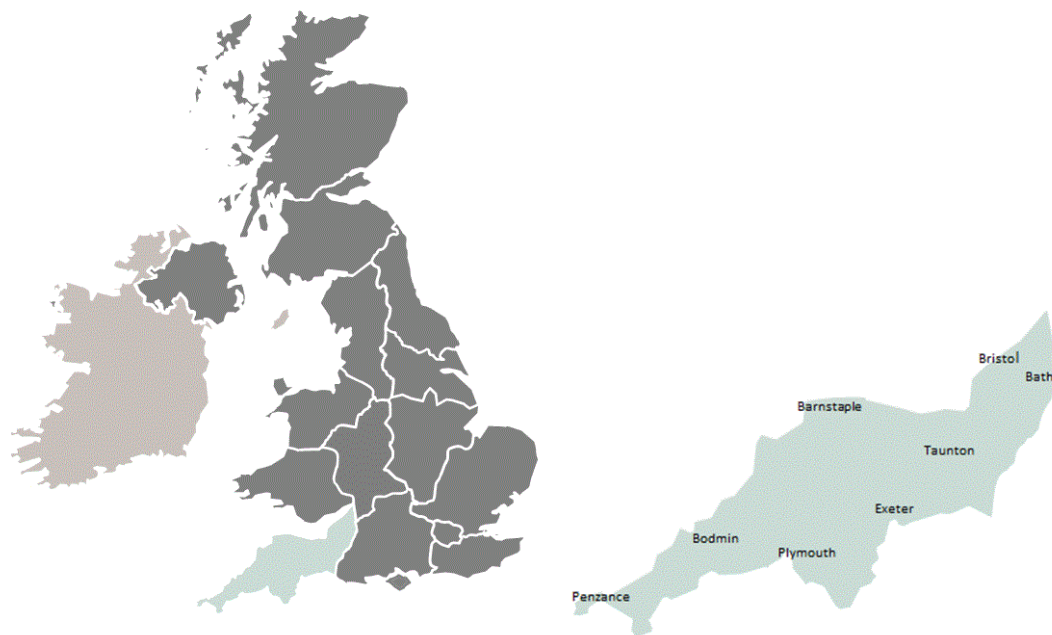 Bristol
Bath
Barnstaple
Taunton
Exeter
Bodmin
Plymouth
Penzance